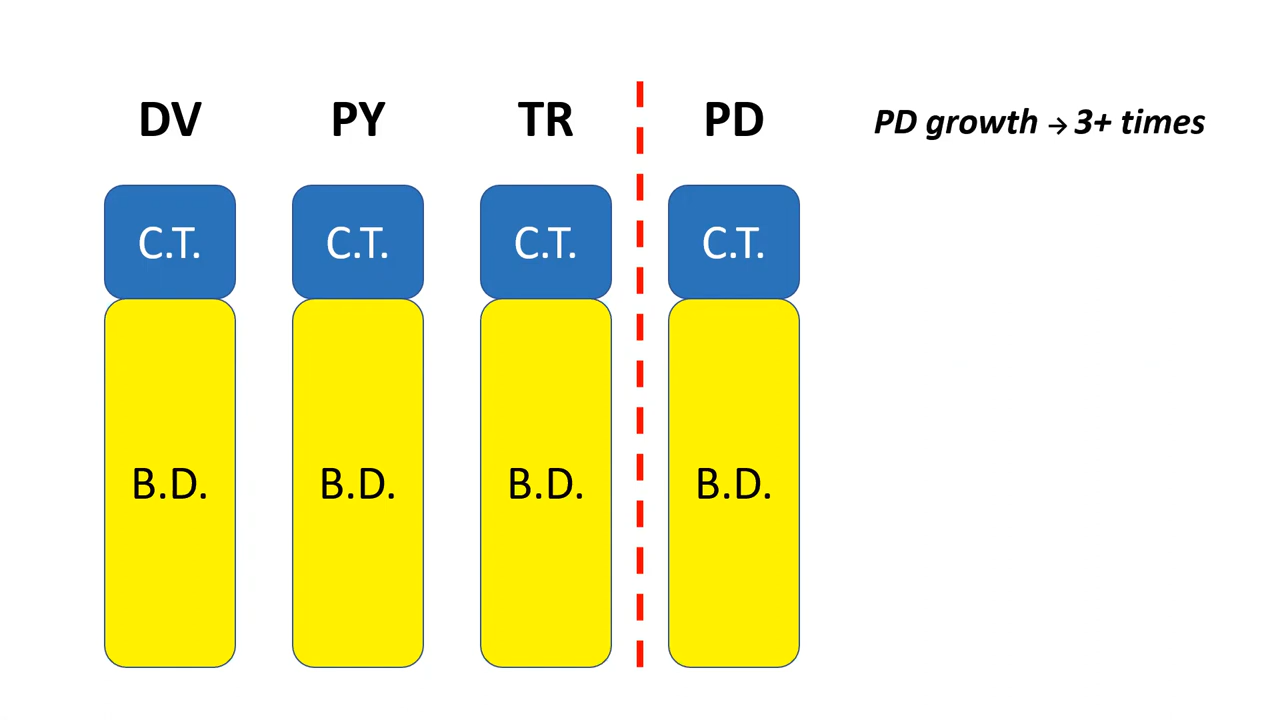 DV PY TR PD PD growth → 3+ times
C.T. C.T. C.T. C.T.
B.D. B.D. B.D. B.D.